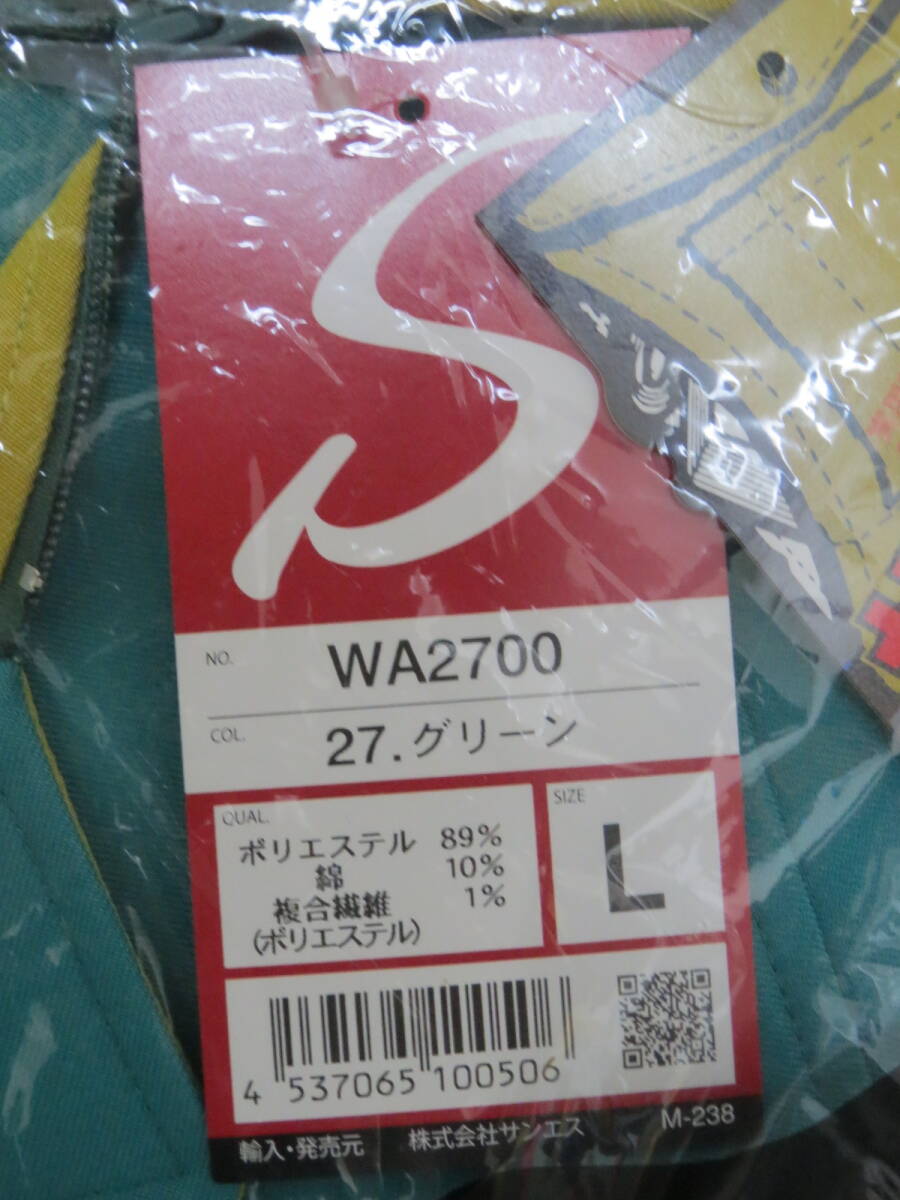 NO. WA2700
COL. 27.グリーン
QUAL.
ポリエステル 89%
綿 10%
複合繊維 1%
(ポリエステル)
SIZE
L
4 537065 100506
輸入・発売元 株式会社サンエス M-238